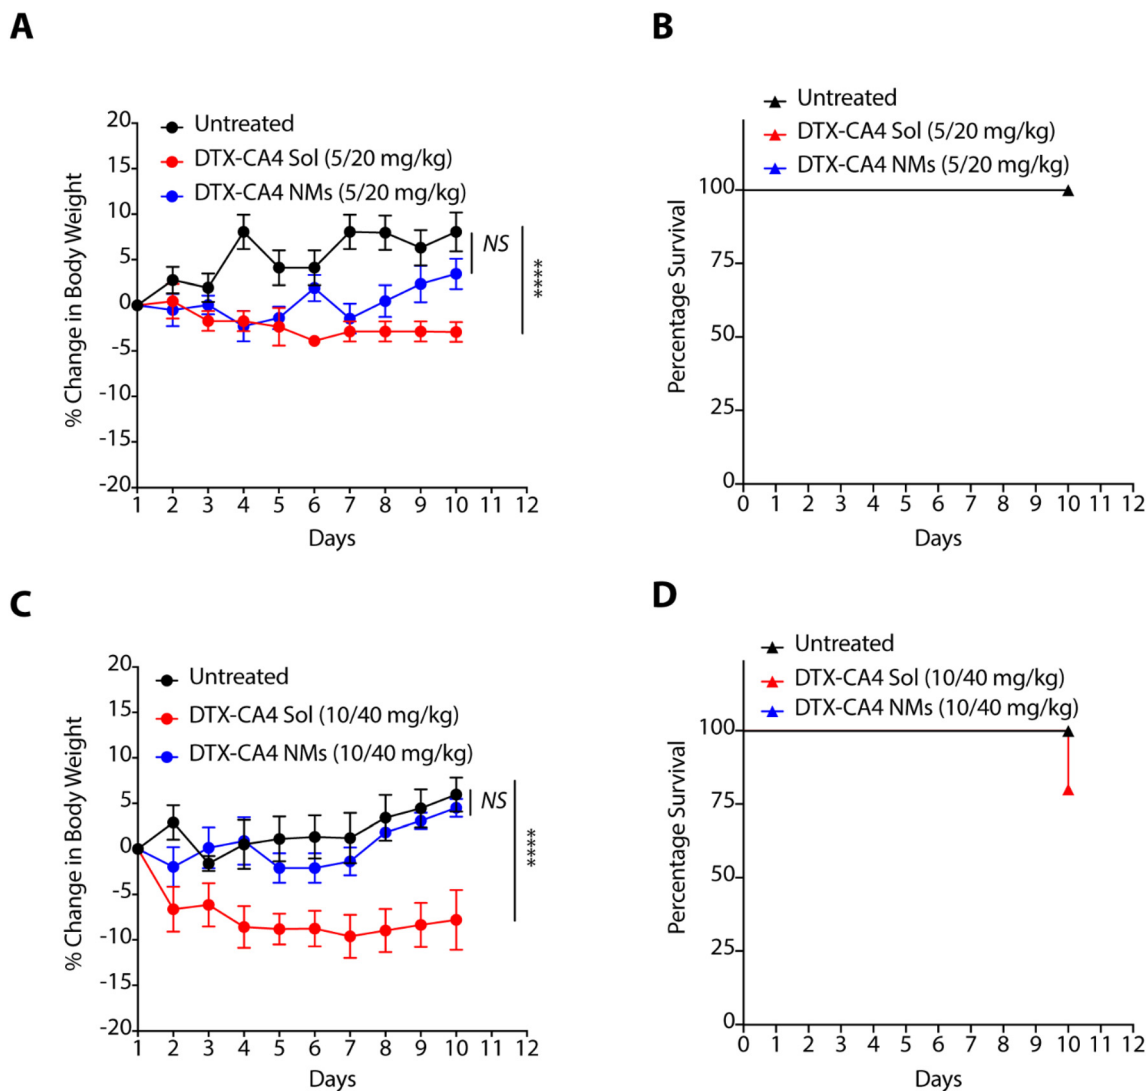 A
20
15
10
5
0
-5
-10
-15
-20
% Change in Body Weight
Untreated
DTX-CA4 Sol (5/20 mg/kg)
DTX-CA4 NMs (5/20 mg/kg)
NS
****
1 2 3 4 5 6 7 8 9 10 11 12
Days
B
Untreated
DTX-CA4 Sol (5/20 mg/kg)
DTX-CA4 NMs (5/20 mg/kg)
100
75
50
25
0
Percentage Survival
0 1 2 3 4 5 6 7 8 9 10 11 12
Days
C
20
15
10
5
0
-5
-10
-15
-20
% Change in Body Weight
Untreated
DTX-CA4 Sol (10/40 mg/kg)
DTX-CA4 NMs (10/40 mg/kg)
NS
****
1 2 3 4 5 6 7 8 9 10 11 12
Days
D
Untreated
DTX-CA4 Sol (10/40 mg/kg)
DTX-CA4 NMs (10/40 mg/kg)
100
75
50
25
0
Percentage Survival
0 1 2 3 4 5 6 7 8 9 10 11 12
Days